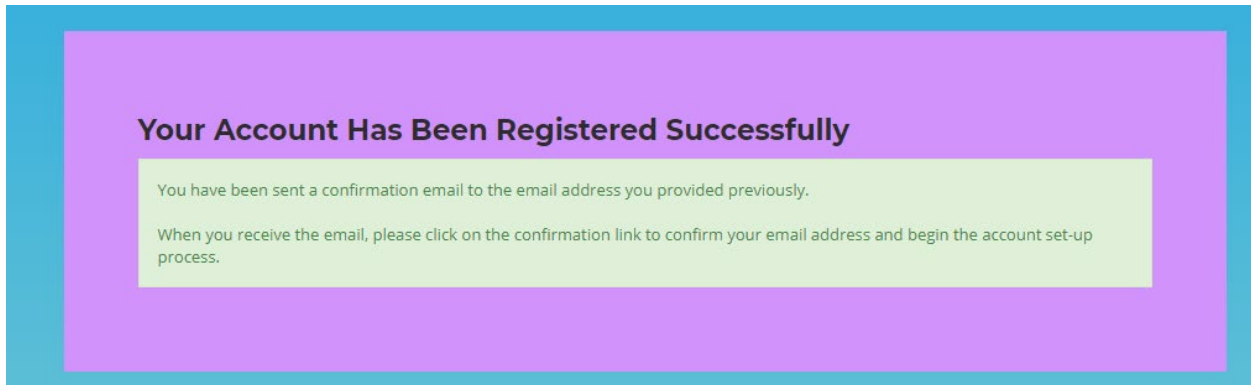 Your Account Has Been Registered Successfully
You have been sent a confirmation email to the email address you provided previously.
When you receive the email, please click on the confirmation link to confirm your email address and begin the account set-up
process.